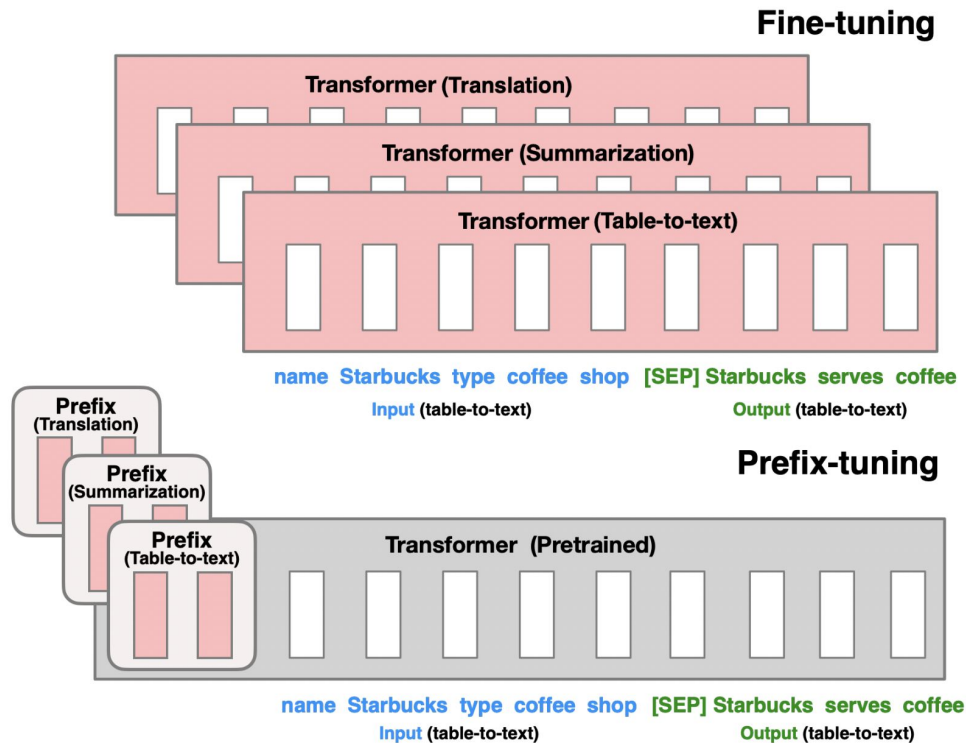 Fine-tuning
Transformer (Translation)
Transformer (Summarization)
Transformer (Table-to-text)
name Starbucks type coffee shop [SEP] Starbucks serves coffee
Input (table-to-text) Output (table-to-text)
Prefix-tuning
Prefix
(Translation)
Prefix
(Summarization)
Prefix
(Table-to-text)
Transformer (Pretrained)
name Starbucks type coffee shop [SEP] Starbucks serves coffee
Input (table-to-text) Output (table-to-text)